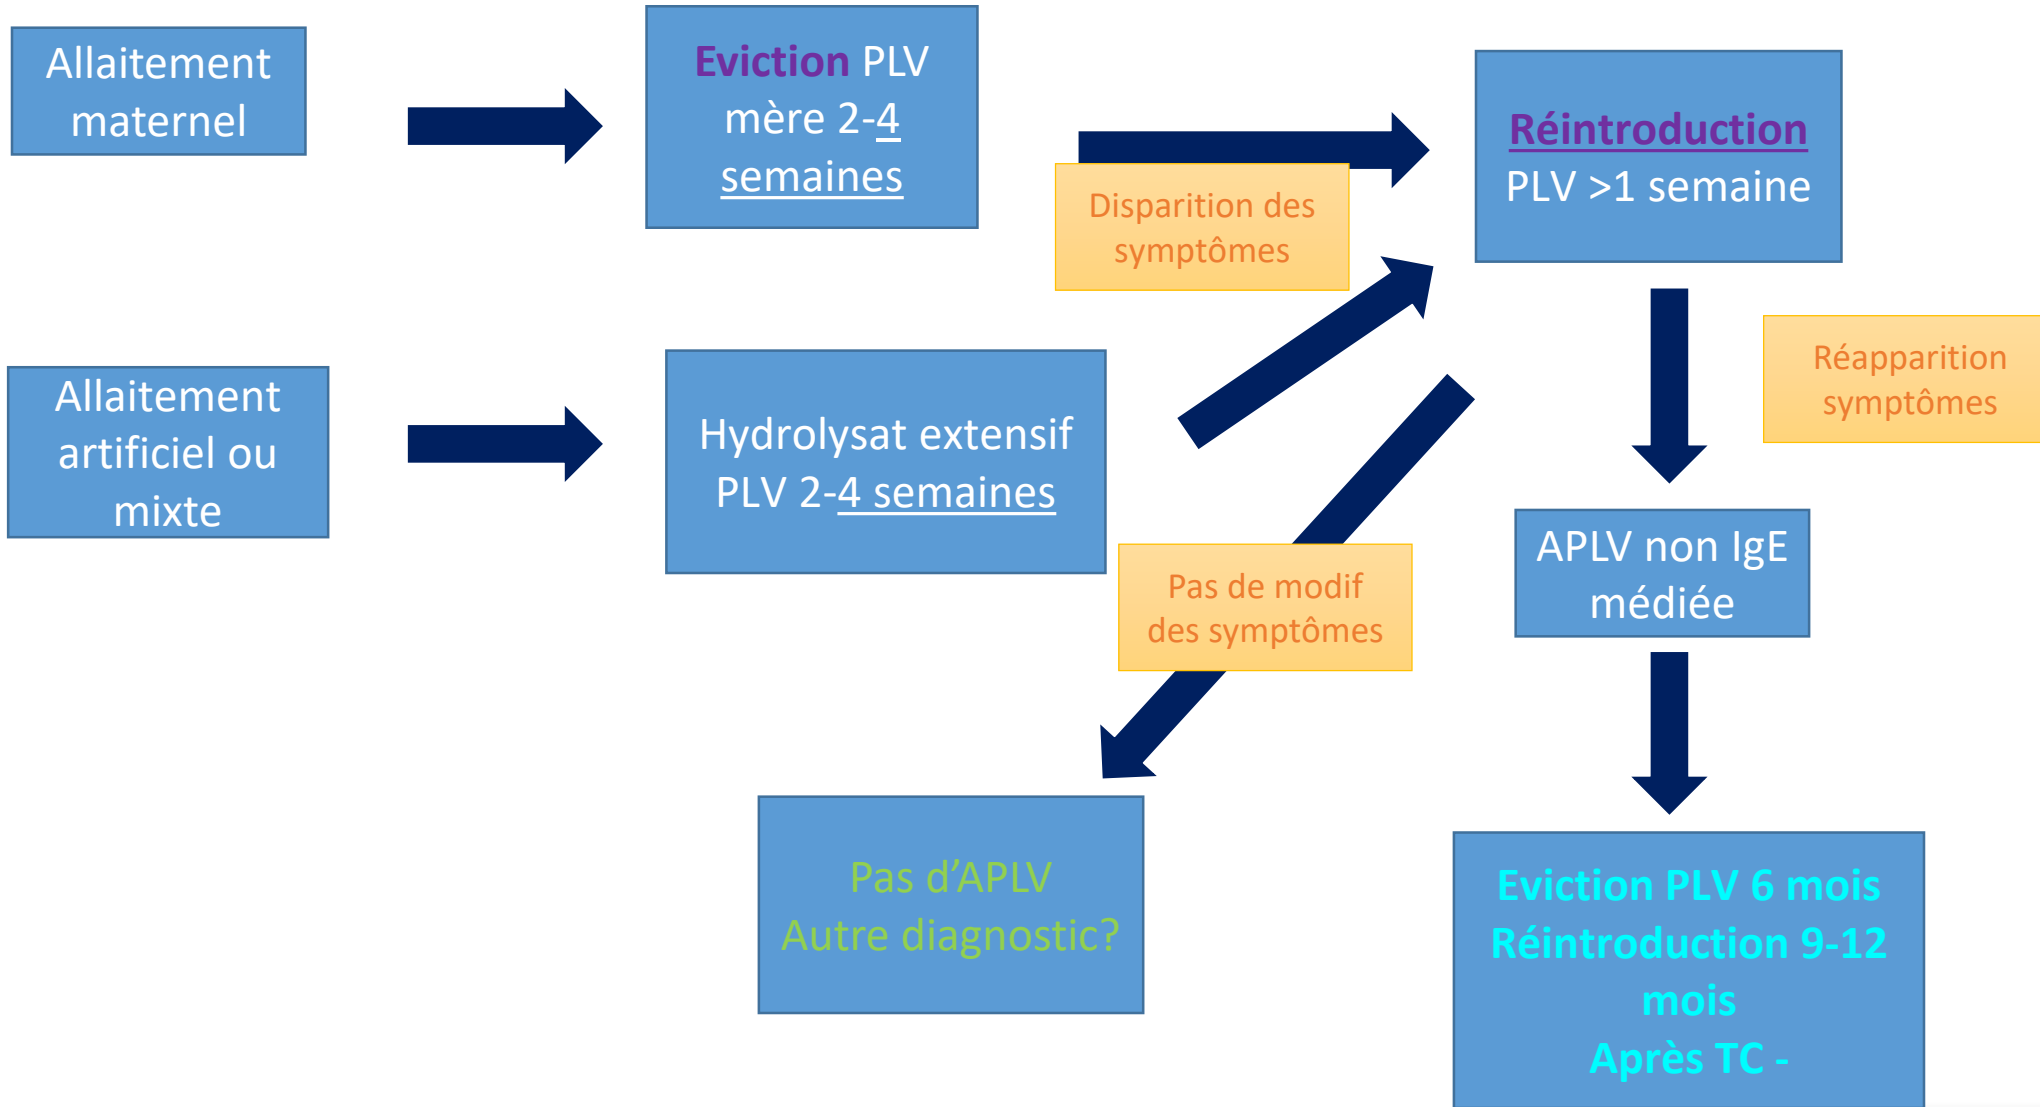 Allaitement
maternel
Eviction PLV
mère 2-4
semaines
Disparition des
symptômes
Réintroduction
PLV >1 semaine
Allaitement
artificiel ou
mixte
Hydrolysat extensif
PLV 2-4 semaines
Réapparition
symptômes
Pas de modif
des symptômes
APLV non IgE
médiée
Pas d’APLV
Autre diagnostic?
Eviction PLV 6 mois
Réintroduction 9-12
mois
Après TC -